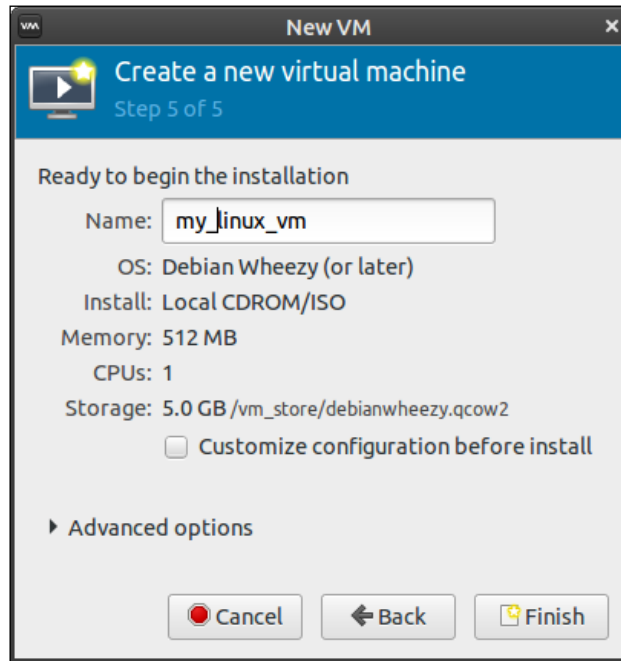 vm New VM x
Create a new virtual machine
Step 5 of 5
Ready to begin the installation
Name: my_linux_vm
OS: Debian Wheezy (or later)
Install: Local CDROM/ISO
Memory: 512 MB
CPUs: 1
Storage: 5.0 GB /vm_store/debianwheezy.qcow2
Customize configuration before install
Advanced options
Cancel Back Finish